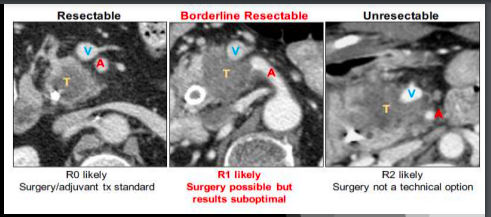 Resectable
Borderline Resectable
Unresectable
V
A
T
V
A
T
V
A
T
R0 likely
Surgery/adjuvant tx standard
R1 likely
Surgery possible but
results suboptimal
R2 likely
Surgery not a technical option